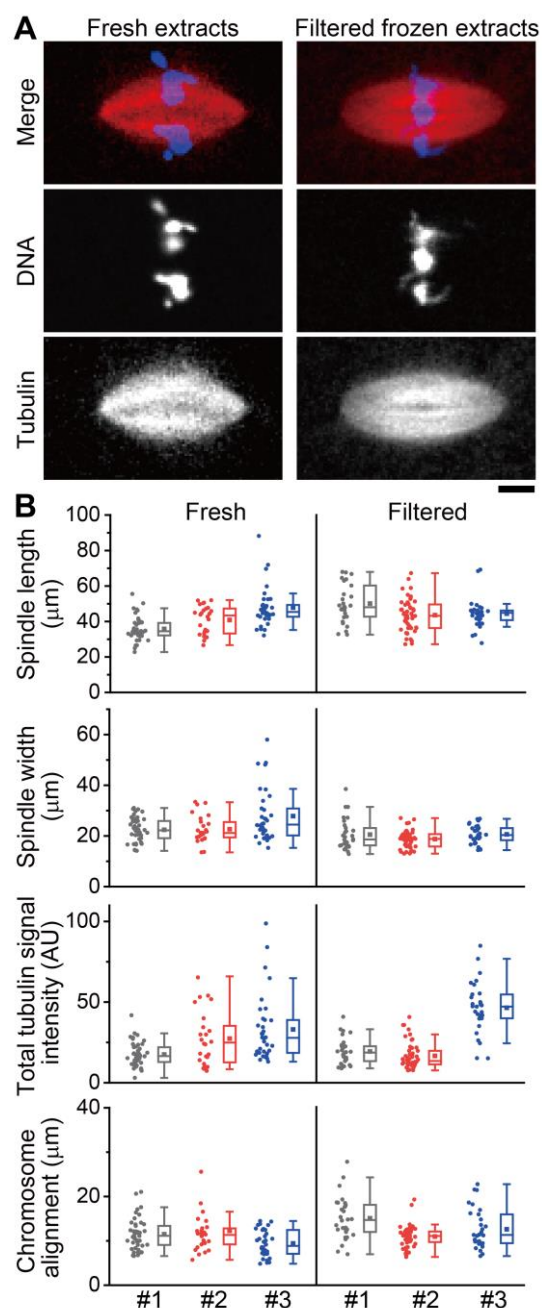 A
Fresh extracts
Filtered frozen extracts
Merge
DNA
Tubulin
B
Fresh
Filtered
Spindle length
(μm)
100
80
60
40
20
0
Spindle width
(μm)
60
40
20
0
Total tubulin signal
intensity (AU)
100
50
0
Chromosome
alignment (μm)
40
20
0
#1 #2 #3 #1 #2 #3